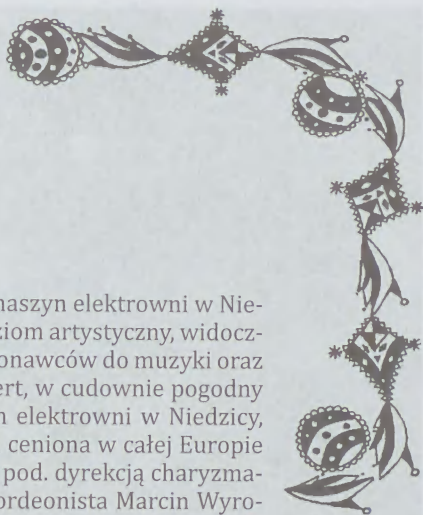 naszyn elektrowni w Nie-
ziom artystyczny, widocz-
onawców do muzyki oraz
ert, w cudownie pogodny
elektrowni w Niedzicy,
ceniona w całej Europie
pod. dyrekcją charyzma-
ordeonista Marcin Wyro-